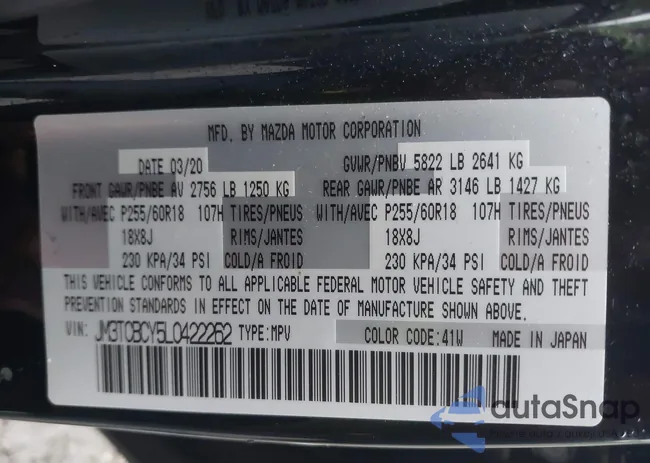 MFD. BY MAZDA MOTOR CORPORATION
DATE 03/20 GVWR/PNBV 5822 LB 2641 KG
FRONT GAWR/PNBE AV 2756 LB 1250 KG REAR GAWR/PNBE AR 3146 LB 1427 KG
WITH/AVEC P255/60R18 107H TIRES/PNEUS WITH/AVEC P255/60R18 107H TIRES/PNEUS
18X8J RIMS/JANTES 18X8J RIMS/JANTES
230 KPA/34 PSI COLD/A FROID 230 KPA/34 PSI COLD/A FROID
THIS VEHICLE CONFORMS TO ALL APPLICABLE FEDERAL MOTOR VEHICLE SAFETY AND THEFT
PREVENTION STANDARDS IN EFFECT ON THE DATE OF MANUFACTURE SHOWN ABOVE.
VIN: JM3TCBCY5L0422262 TYPE:MPV COLOR CODE:41W MADE IN JAPAN
autoSnap